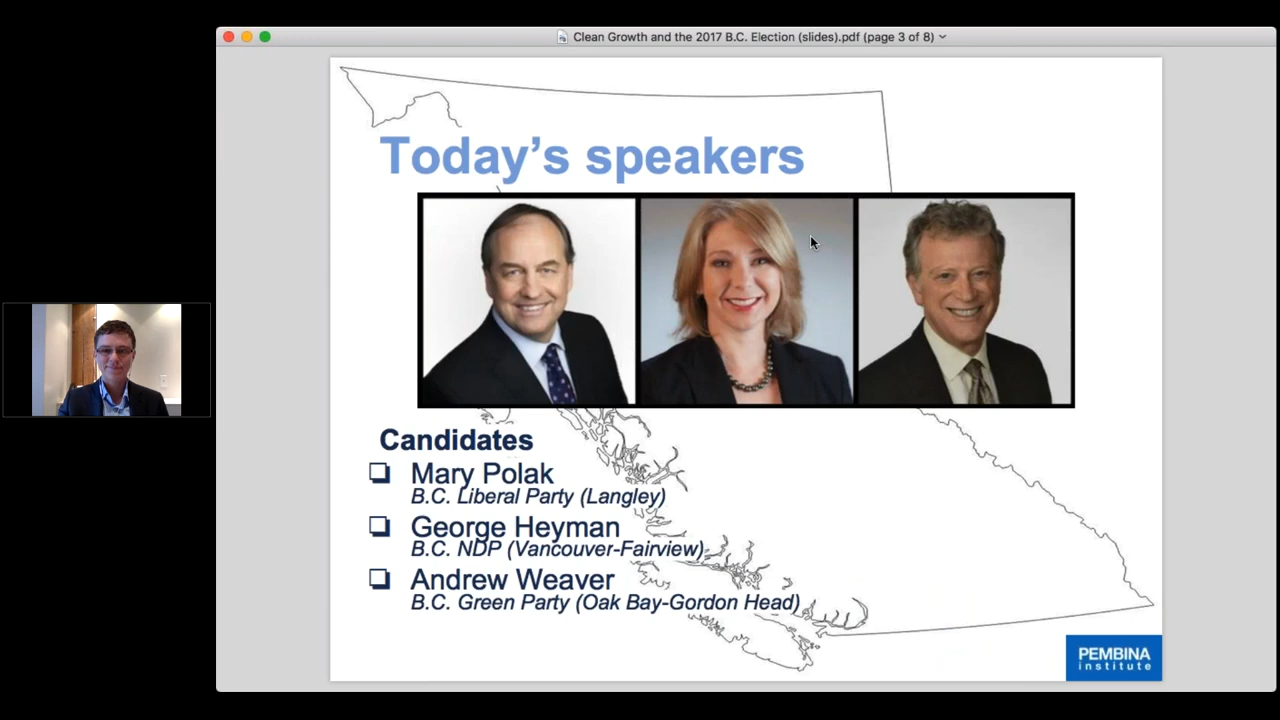 Clean Growth and the 2017 B.C. Election (slides).pdf (page 3 of 8)
Today's speakers
Candidates
❑ Mary Polak
B.C. Liberal Party (Langley)
❑ George Heyman
B.C. NDP (Vancouver-Fairview)
❑ Andrew Weaver
B.C. Green Party (Oak Bay-Gordon Head)
PEMBINA
institute